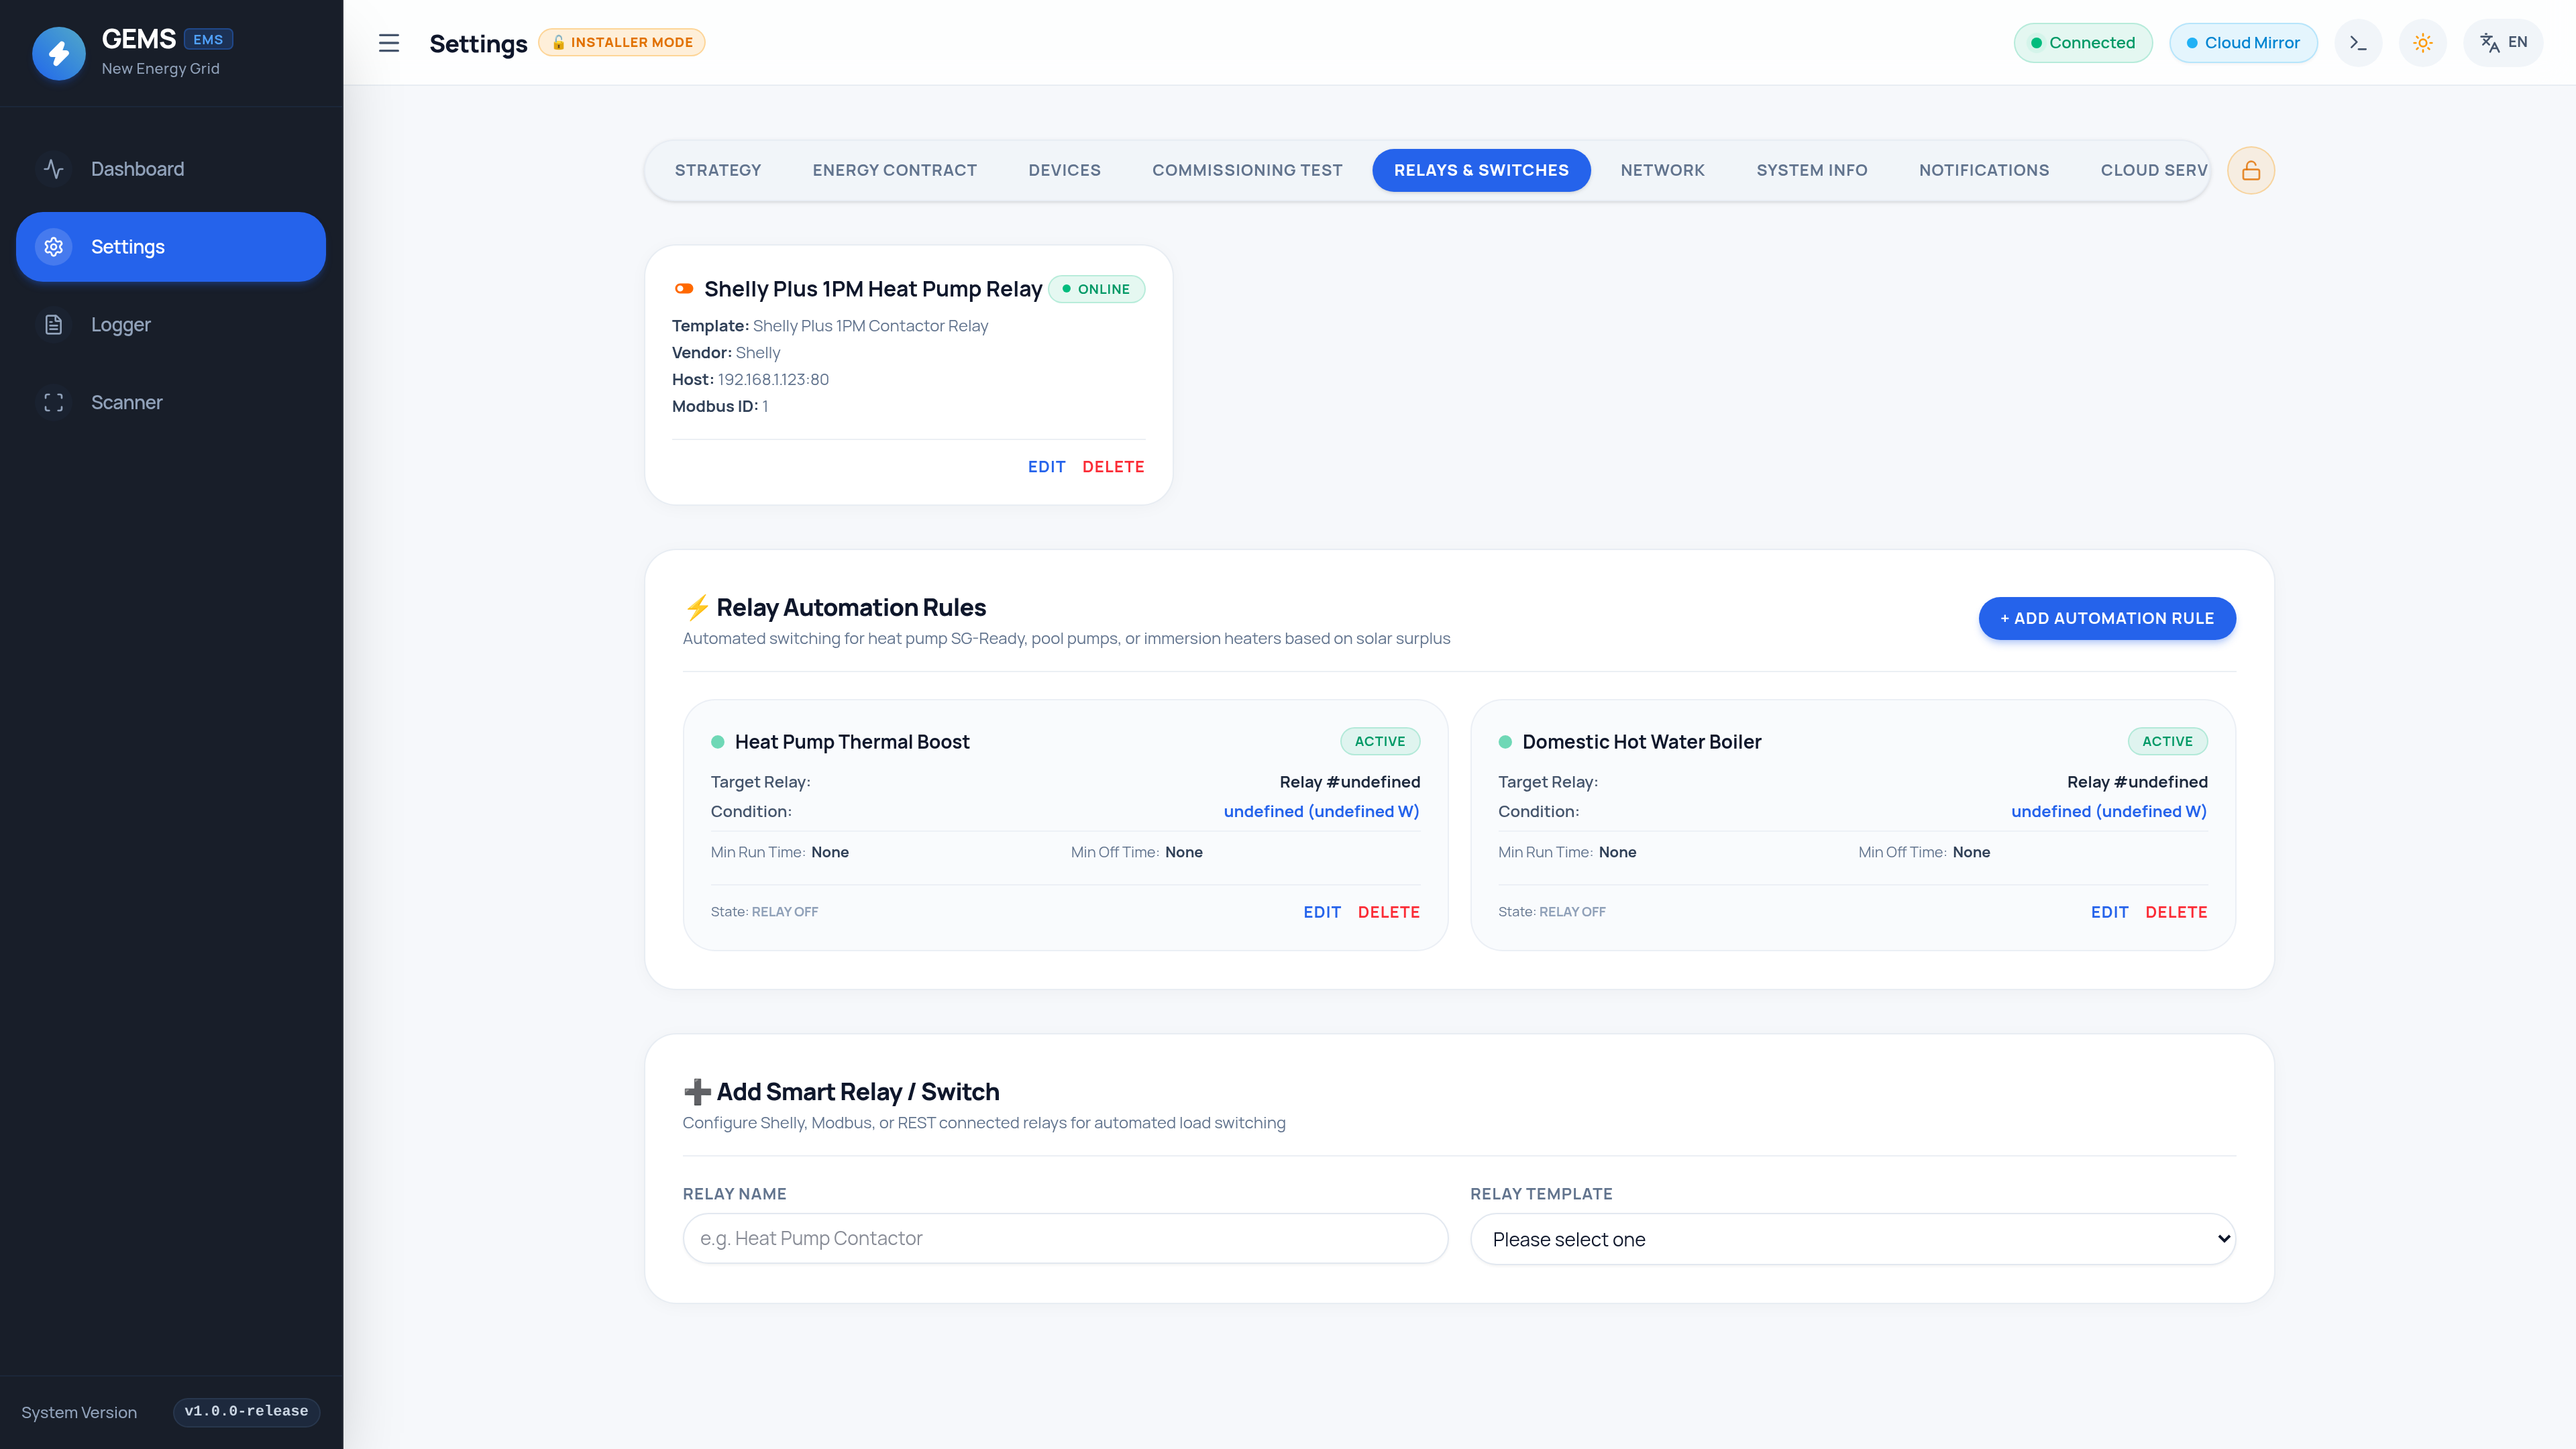 GEMS EMS
New Energy Grid
Dashboard
Settings
Logger
Scanner
System Version v1.0.0-release
Settings 🔓 INSTALLER MODE
Connected
Cloud Mirror
EN
STRATEGY ENERGY CONTRACT DEVICES COMMISSIONING TEST RELAYS & SWITCHES NETWORK SYSTEM INFO NOTIFICATIONS CLOUD SERV
Shelly Plus 1PM Heat Pump Relay ONLINE
Template: Shelly Plus 1PM Contactor Relay
Vendor: Shelly
Host: 192.168.1.123:80
Modbus ID: 1
EDIT DELETE
⚡ Relay Automation Rules
Automated switching for heat pump SG-Ready, pool pumps, or immersion heaters based on solar surplus
+ ADD AUTOMATION RULE
Heat Pump Thermal Boost ACTIVE
Target Relay: Relay #undefined
Condition: undefined (undefined W)
Min Run Time: None Min Off Time: None
State: RELAY OFF EDIT DELETE
Domestic Hot Water Boiler ACTIVE
Target Relay: Relay #undefined
Condition: undefined (undefined W)
Min Run Time: None Min Off Time: None
State: RELAY OFF EDIT DELETE
➕ Add Smart Relay / Switch
Configure Shelly, Modbus, or REST connected relays for automated load switching
RELAY NAME
e.g. Heat Pump Contactor
RELAY TEMPLATE
Please select one